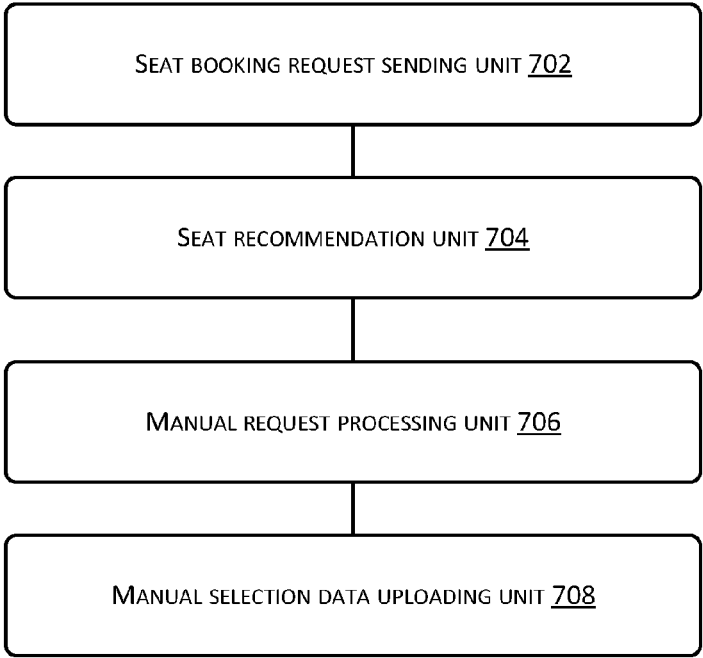 Seat booking request sending unit 702
Seat recommendation unit 704
Manual request processing unit 706
Manual selection data uploading unit 708